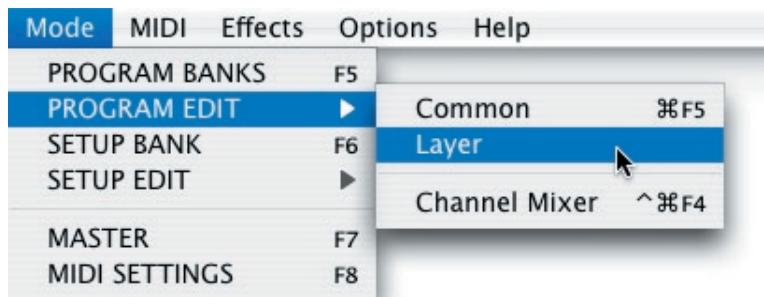 Mode MIDI Effects Options Help
PROGRAM BANKS F5
PROGRAM EDIT
Common ⌘F5
SETUP BANK F6
Layer
SETUP EDIT
Channel Mixer ^⌘F4
MASTER F7
MIDI SETTINGS F8